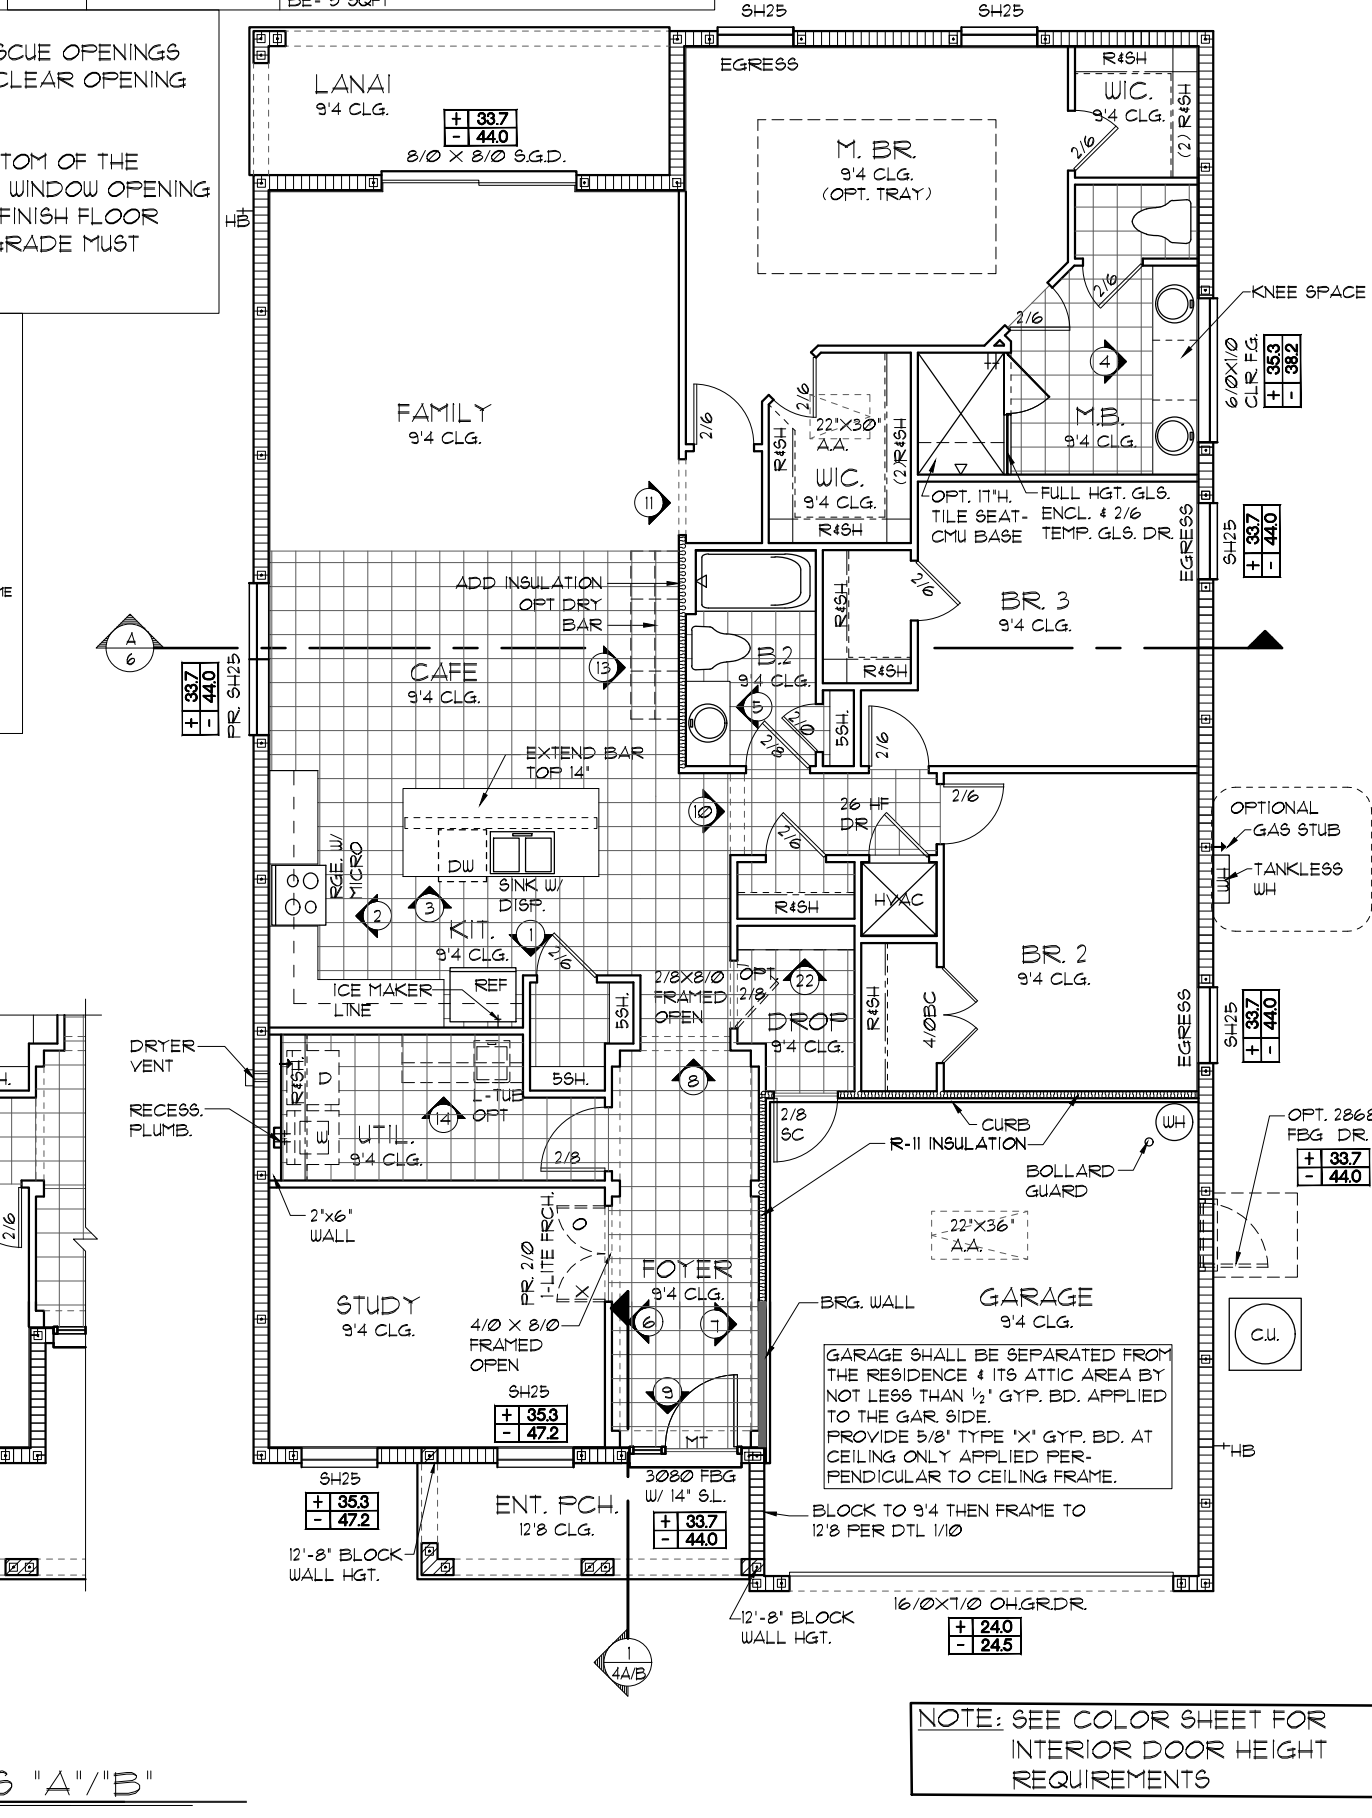 BE- 5 SQFT
SCUE OPENINGS
CLEAR OPENING
TOM OF THE
WINDOW OPENING
FINISH FLOOR
GRADE MUST
SH25
SH25
EGRESS
LANAI
9'4 CLG.
+ 33.7
- 44.0
8/0 X 8/0 S.G.D.
M. BR.
9'4 CLG.
(OPT. TRAY)
R&SH
WIC.
9'4 CLG.
(2) R&SH
2/6
HB
2/6
2/6
KNEE SPACE
6/0X1/0
CLR. F.G.
+ 35.3
- 38.2
4
M.B.
9'4 CLG.
FAMILY
9'4 CLG.
2/6
2/6
22"X30"
A.A.
R&SH
(2)R&SH
WIC.
9'4 CLG.
R&SH
11
OPT. 17"H.
TILE SEAT-
CMU BASE
FULL HGT. GLS.
ENCL. & 2/6
TEMP. GLS. DR.
EGRESS
SH25
+ 33.7
- 44.0
ADD INSULATION
OPT DRY
BAR
R&SH
2/6
BR. 3
9'4 CLG.
R&SH
A
6
+ 33.7
- 44.0
PR. SH25
CAFE
9'4 CLG.
13
B.2
9'4 CLG.
5
2/0
2/8
5SH.
2/6
EXTEND BAR
TOP 14"
10
26 HF
DR
2/6
2/6
OPTIONAL
GAS STUB
TANKLESS
WH
WH
RGE. W/
MICRO
DW
SINK W/
DISP.
2
3
1
KIT.
9'4 CLG.
2/6
R&SH
HVAC
BR. 2
9'4 CLG.
ICE MAKER
LINE
REF
5SH.
5SH.
2/8X8/0
FRAMED
OPEN
OPT.
2/8
22
DROP
9'4 CLG.
R&SH
4/0BC
EGRESS
SH25
+ 33.7
- 44.0
DRYER
VENT
RECESS.
PLUMB.
R&SH.
D
W
L-TUB
OPT
14
UTIL.
9'4 CLG.
2/8
8
2/8
SC
CURB
R-11 INSULATION
WH
BOLLARD
GUARD
OPT. 2868
FBG DR.
+ 33.7
- 44.0
2/6
2"x6"
WALL
PR. 2/0
1-LITE FRCH.
O
X
FOYER
9'4 CLG.
22"X36"
A.A.
STUDY
9'4 CLG.
4/0 X 8/0
FRAMED
OPEN
6
7
BRG. WALL
GARAGE
9'4 CLG.
C.U.
GARAGE SHALL BE SEPARATED FROM
THE RESIDENCE & ITS ATTIC AREA BY
NOT LESS THAN ½" GYP. BD. APPLIED
TO THE GAR. SIDE.
PROVIDE 5/8" TYPE "X" GYP. BD. AT
CEILING ONLY APPLIED PER-
PENDICULAR TO CEILING FRAME.
9
MT
SH25
+ 35.3
- 47.2
SH25
+ 35.3
- 47.2
ENT. PCH.
12'8 CLG.
3080 FBG
W/ 14" S.L.
+ 33.7
- 44.0
HB
BLOCK TO 9'4 THEN FRAME TO
12'8 PER DTL 1/10
12'-8" BLOCK
WALL HGT.
12'-8" BLOCK
WALL HGT.
16/0X7/0 OH.GR.DR.
+ 24.0
- 24.5
1
4A/B
NOTE: SEE COLOR SHEET FOR
INTERIOR DOOR HEIGHT
REQUIREMENTS
S "A"/"B"